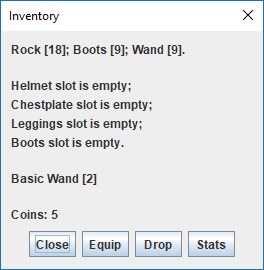 Inventory
Rock [18]; Boots [9]; Wand [9].
Helmet slot is empty;
Chestplate slot is empty;
Leggings slot is empty;
Boots slot is empty.
Basic Wand [2]
Coins: 5
Close Equip Drop Stats